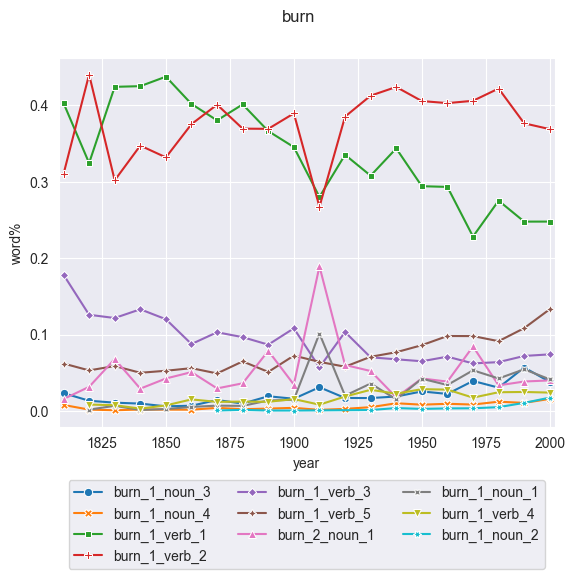 burn
0.4
0.3
0.2
0.1
0.0
word%
1825 1850 1875 1900 1925 1950 1975 2000
year
burn_1_noun_3 burn_1_verb_3 burn_1_noun_1
burn_1_noun_4 burn_1_verb_5 burn_1_verb_4
burn_1_verb_1 burn_2_noun_1 burn_1_noun_2
burn_1_verb_2